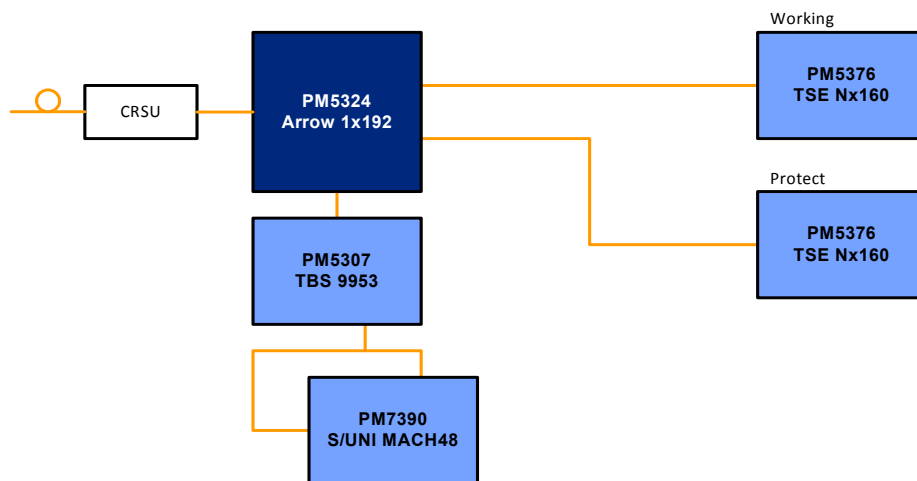 Working
PM5376
TSE Nx160
PM5324
Arrow 1x192
CRSU
Protect
PM5376
TSE Nx160
PM5307
TBS 9953
PM7390
S/UNI MACH48